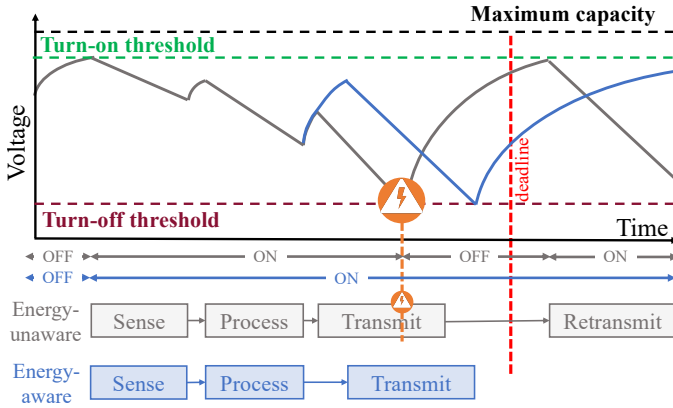 Maximum capacity
Turn-on threshold
Voltage
deadline
Turn-off threshold
Time
OFF ON OFF ON
OFF ON
Energy-
unaware
Sense Process Transmit Retransmit
Energy-
aware
Sense Process Transmit